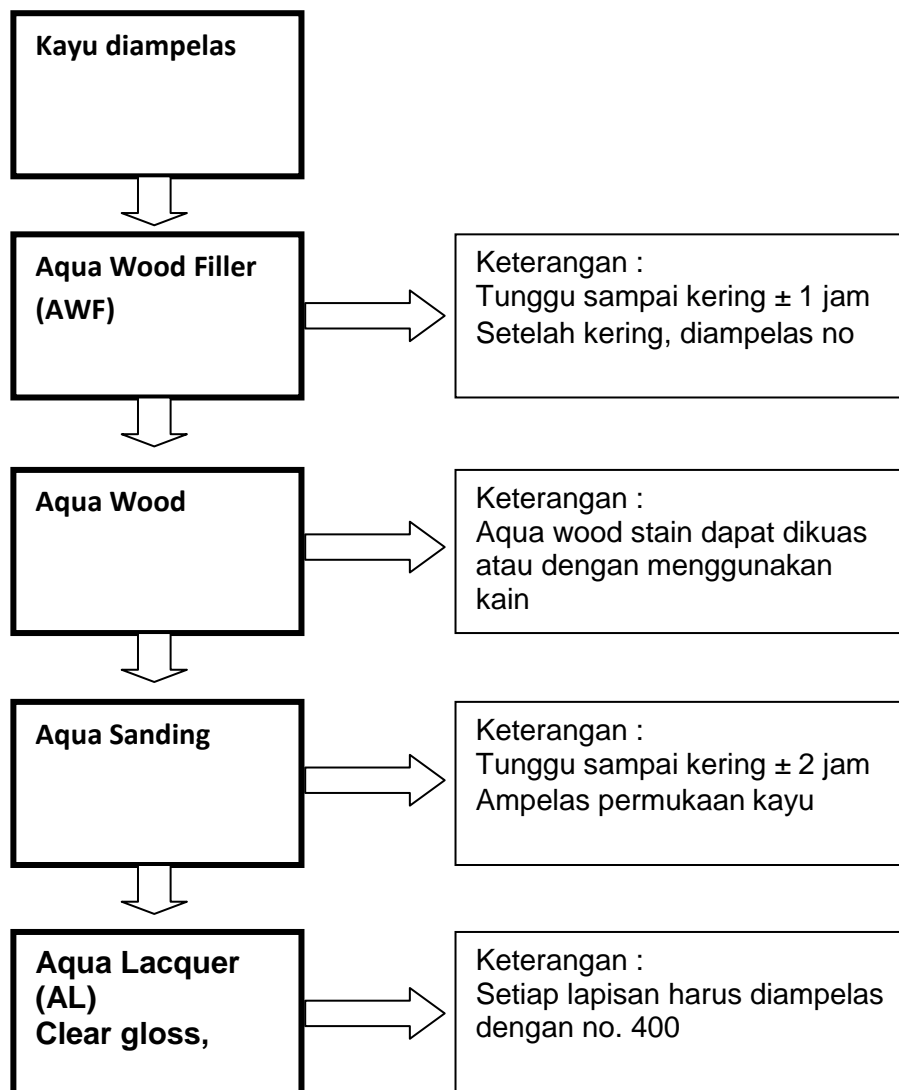 Kayu diampelas
Aqua Wood Filler
(AWF)
Keterangan :
Tunggu sampai kering ± 1 jam
Setelah kering, diampelas no
Aqua Wood
Keterangan :
Aqua wood stain dapat dikuas
atau dengan menggunakan
kain
Aqua Sanding
Keterangan :
Tunggu sampai kering ± 2 jam
Ampelas permukaan kayu
Aqua Lacquer
(AL)
Clear gloss,
Keterangan :
Setiap lapisan harus diampelas
dengan no. 400